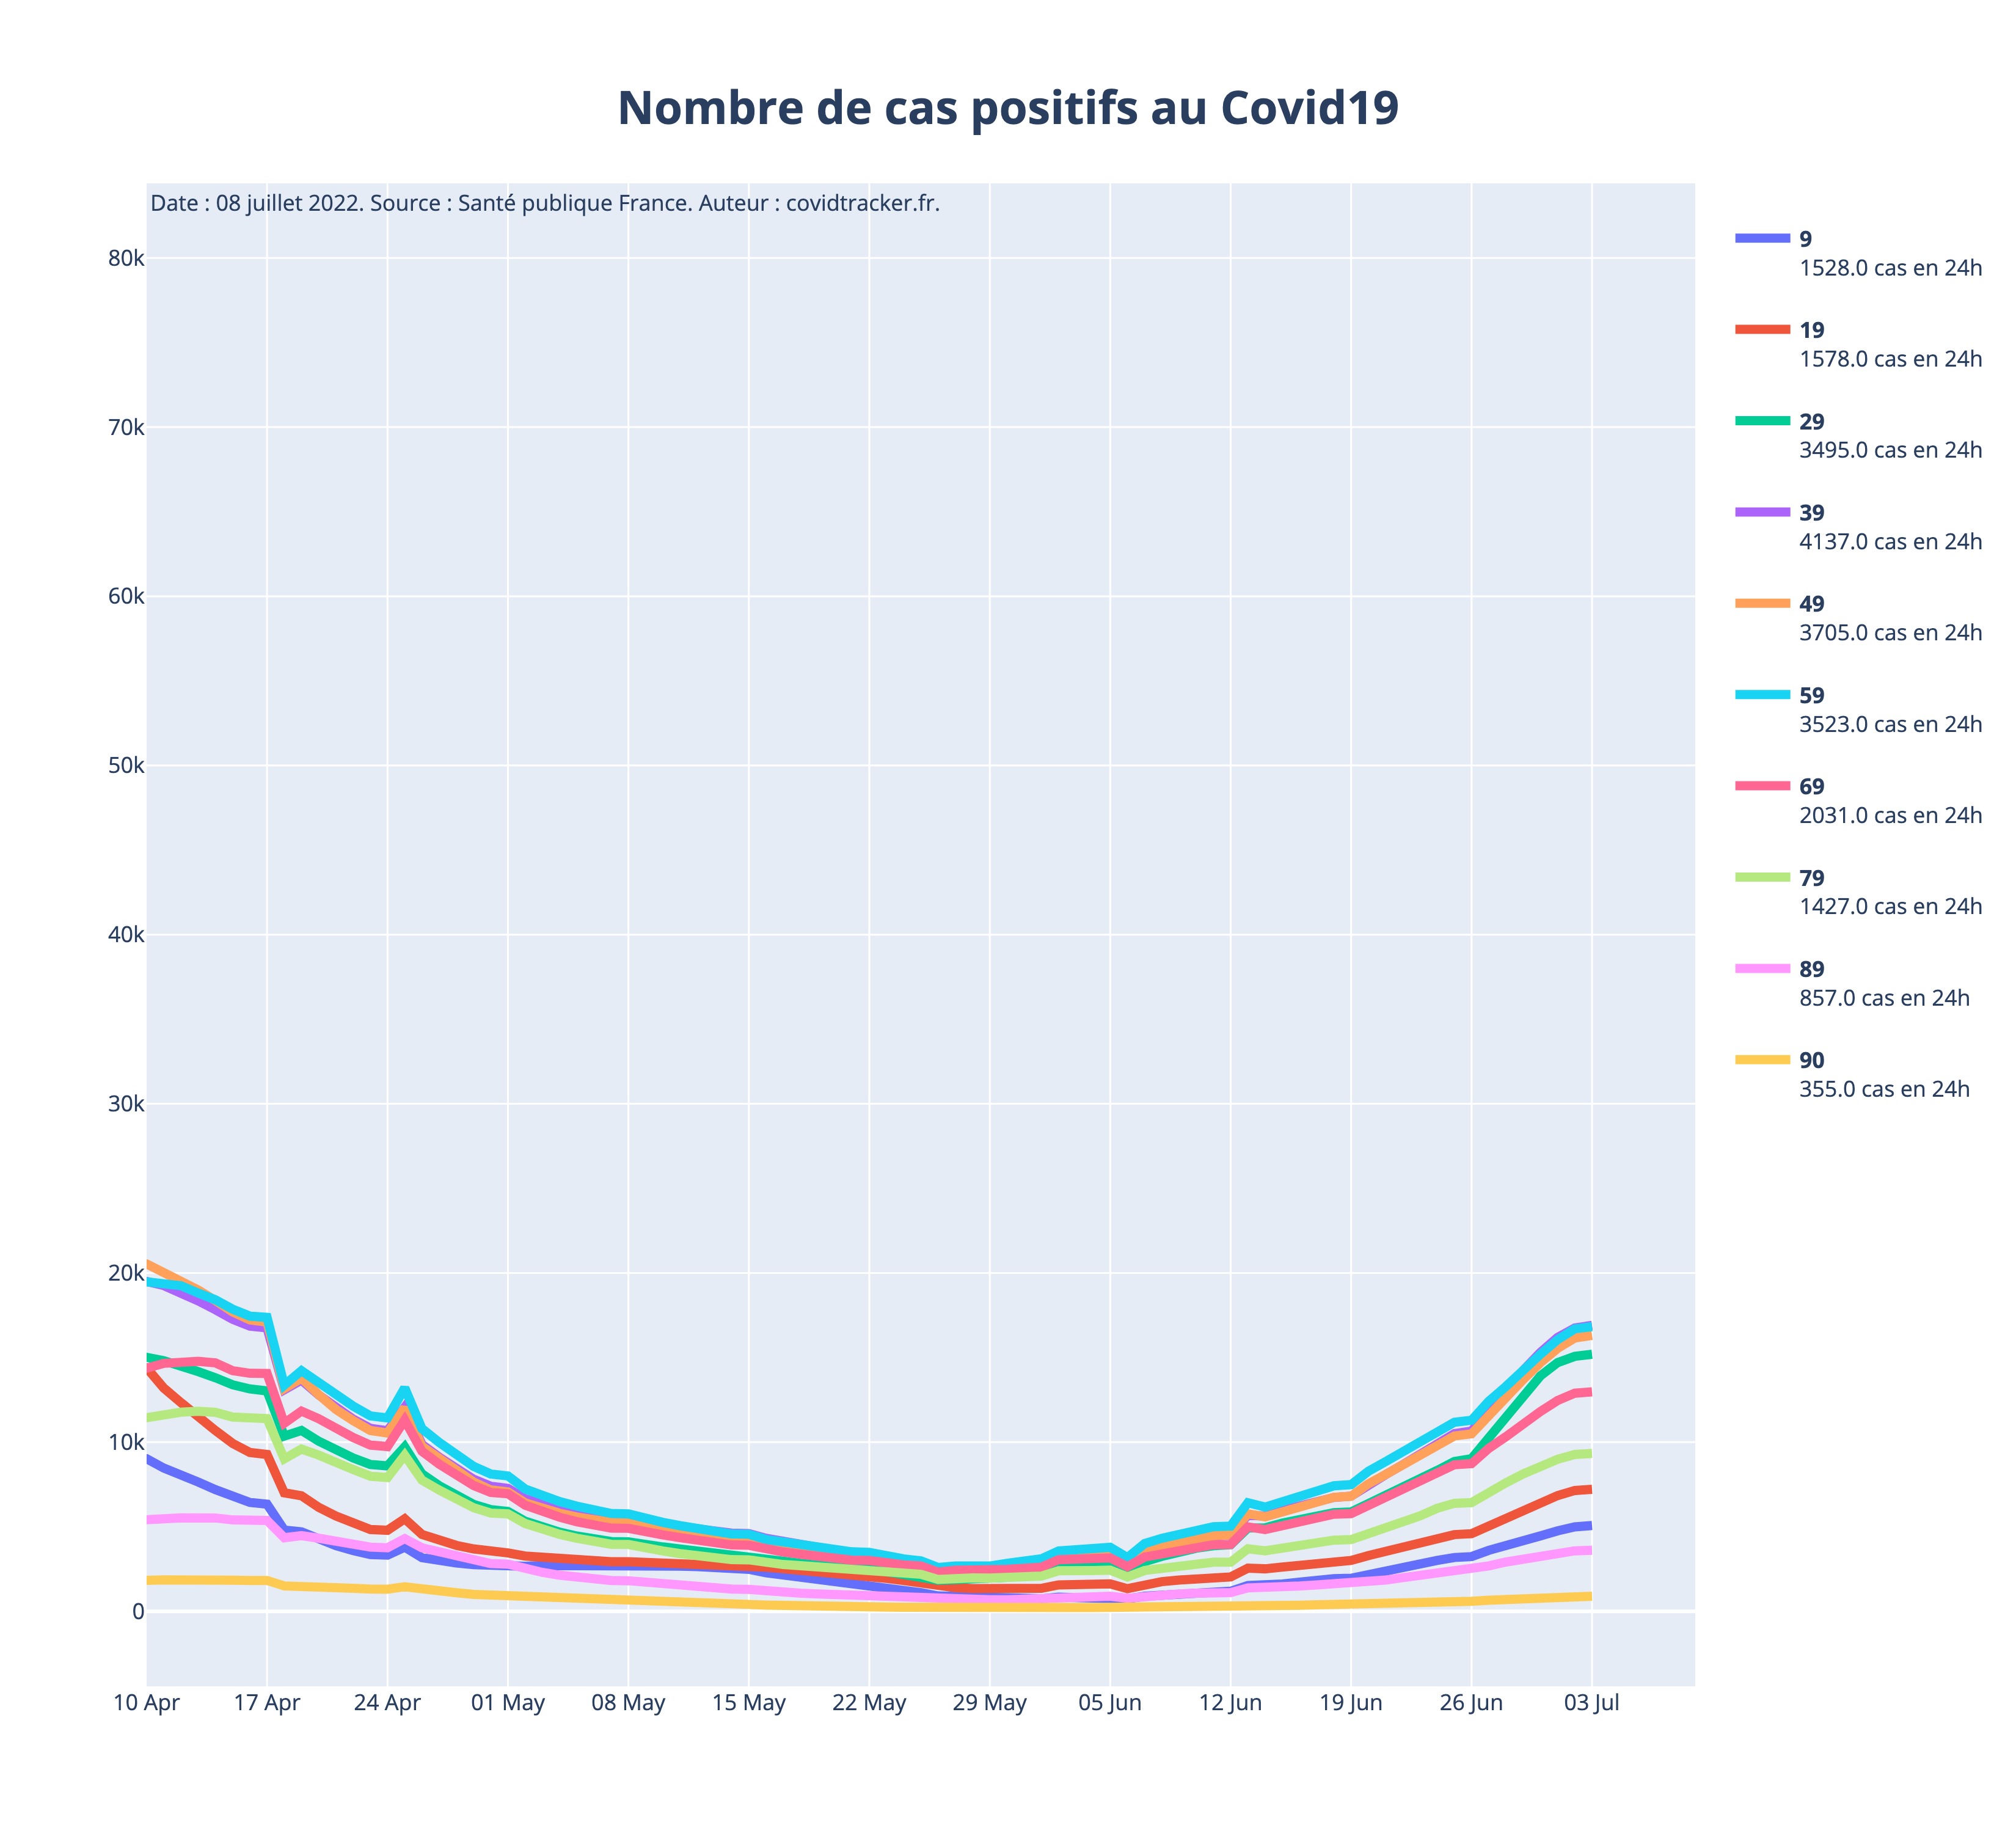 Nombre de cas positifs au Covid19
Date : 08 juillet 2022. Source : Santé publique France. Auteur : covidtracker.fr.
80k
70k
60k
50k
40k
30k
20k
10k
0
10 Apr
17 Apr
24 Apr
01 May
08 May
15 May
22 May
29 May
05 Jun
12 Jun
19 Jun
26 Jun
03 Jul
9
1528.0 cas en 24h
19
1578.0 cas en 24h
29
3495.0 cas en 24h
39
4137.0 cas en 24h
49
3705.0 cas en 24h
59
3523.0 cas en 24h
69
2031.0 cas en 24h
79
1427.0 cas en 24h
89
857.0 cas en 24h
90
355.0 cas en 24h